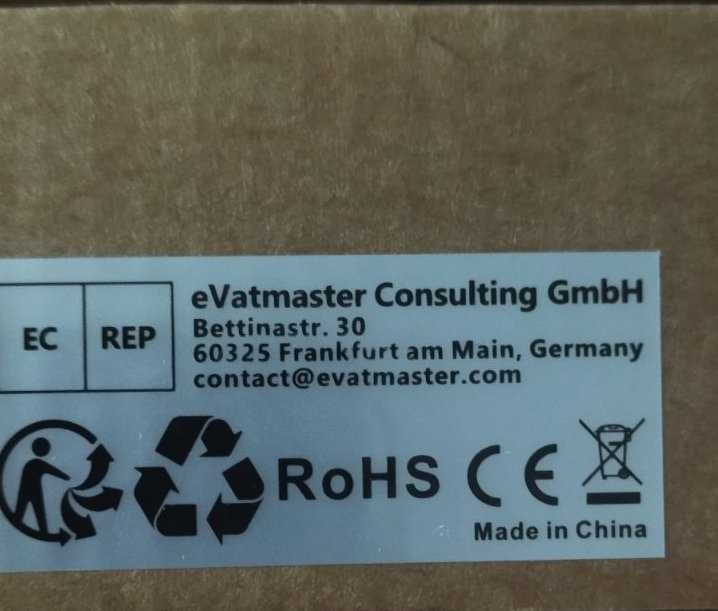 EC REP
eVatmaster Consulting GmbH
Bettinastr. 30
60325 Frankfurt am Main, Germany
contact@evatmaster.com
RoHS CE
Made in China